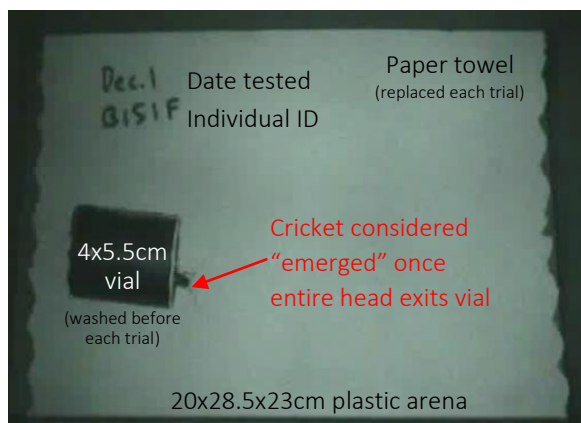 Dec. 1
Date tested
B151F
Individual ID
Paper towel
(replaced each trial)
4x5.5cm
vial
(washed before
each trial)
Cricket considered
“emerged” once
entire head exits vial
20x28.5x23cm plastic arena